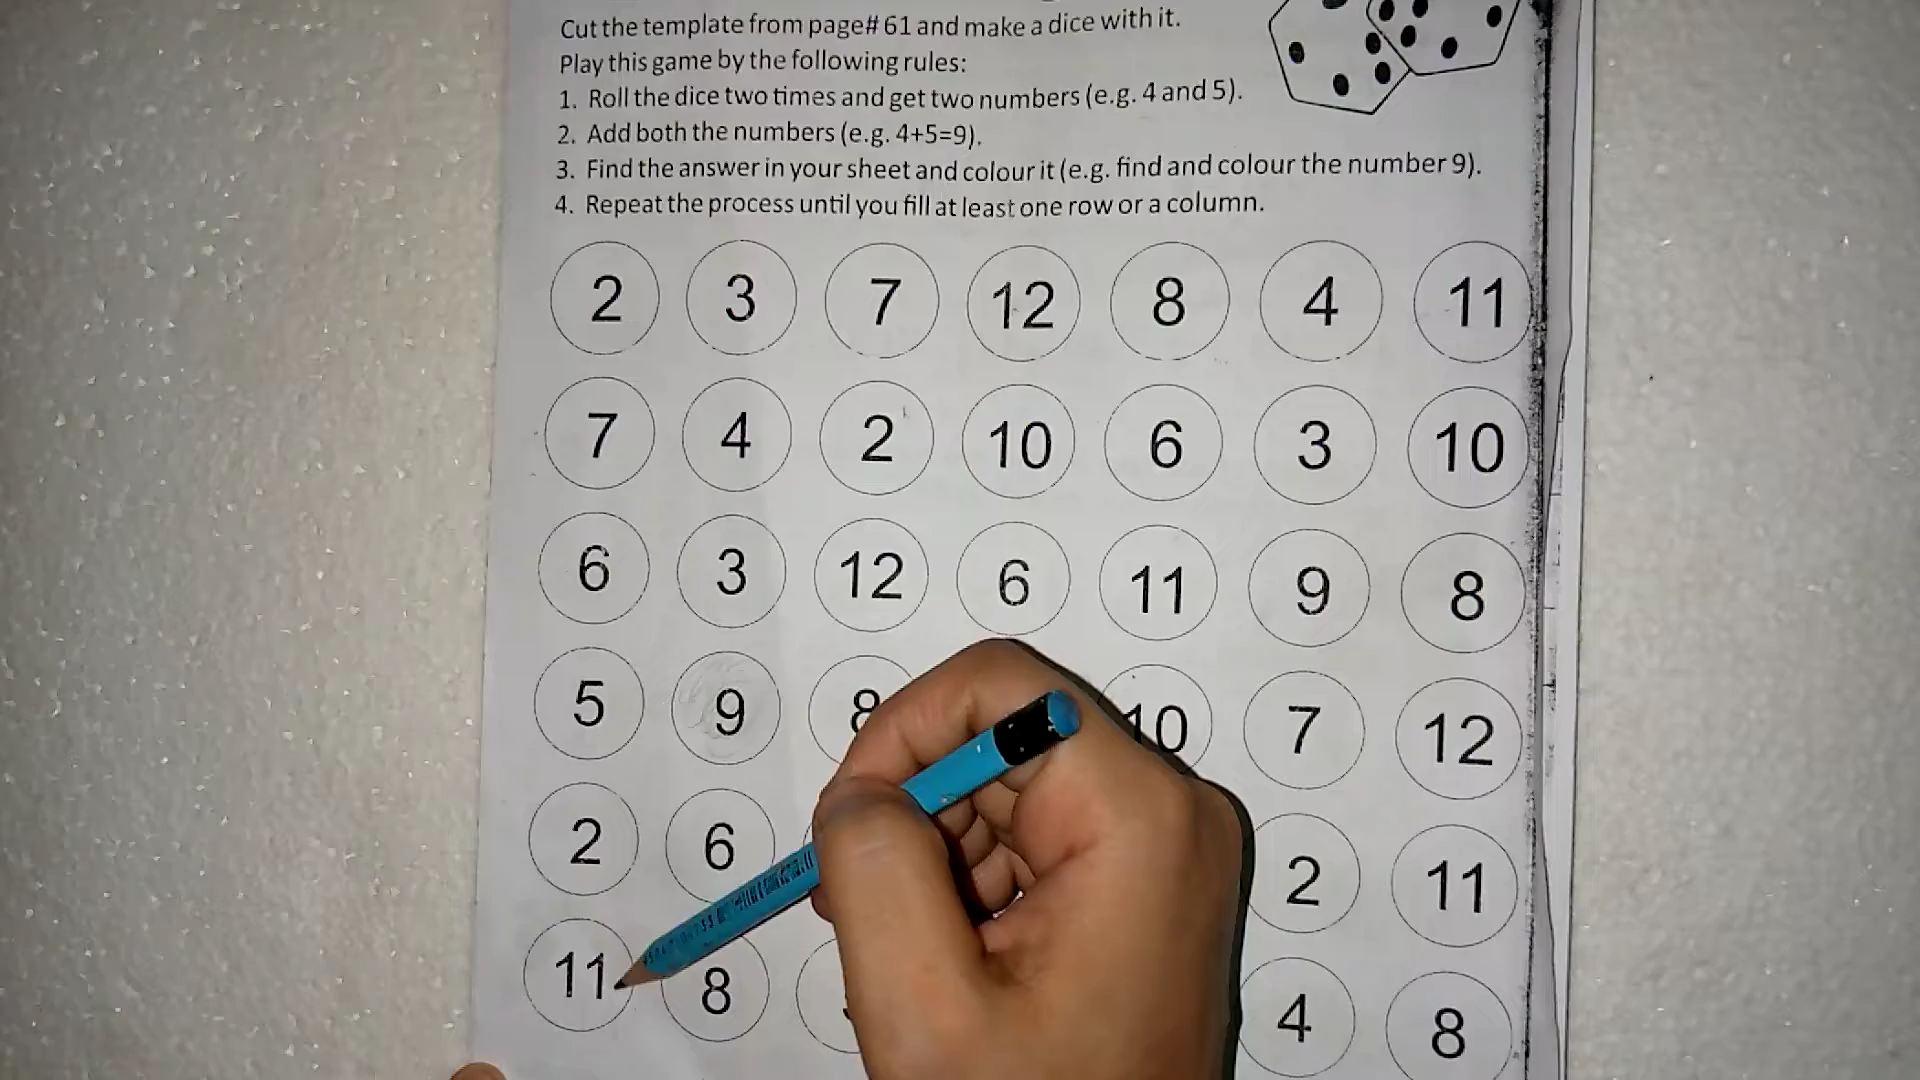 Cut the template from page# 61 and make a dice with it.
Play this game by the following rules:
1. Roll the dice two times and get two numbers (e.g. 4 and 5).
2. Add both the numbers (e.g. 4+5=9).
3. Find the answer in your sheet and colour it (e.g. find and colour the number 9).
4. Repeat the process until you fill at least one row or a column.
2 3 7 12 8 4 11
7 4 2 10 6 3 10
6 3 12 6 11 9 8
5 9 8 10 7 12
2 6 2 11
11 8 4 8